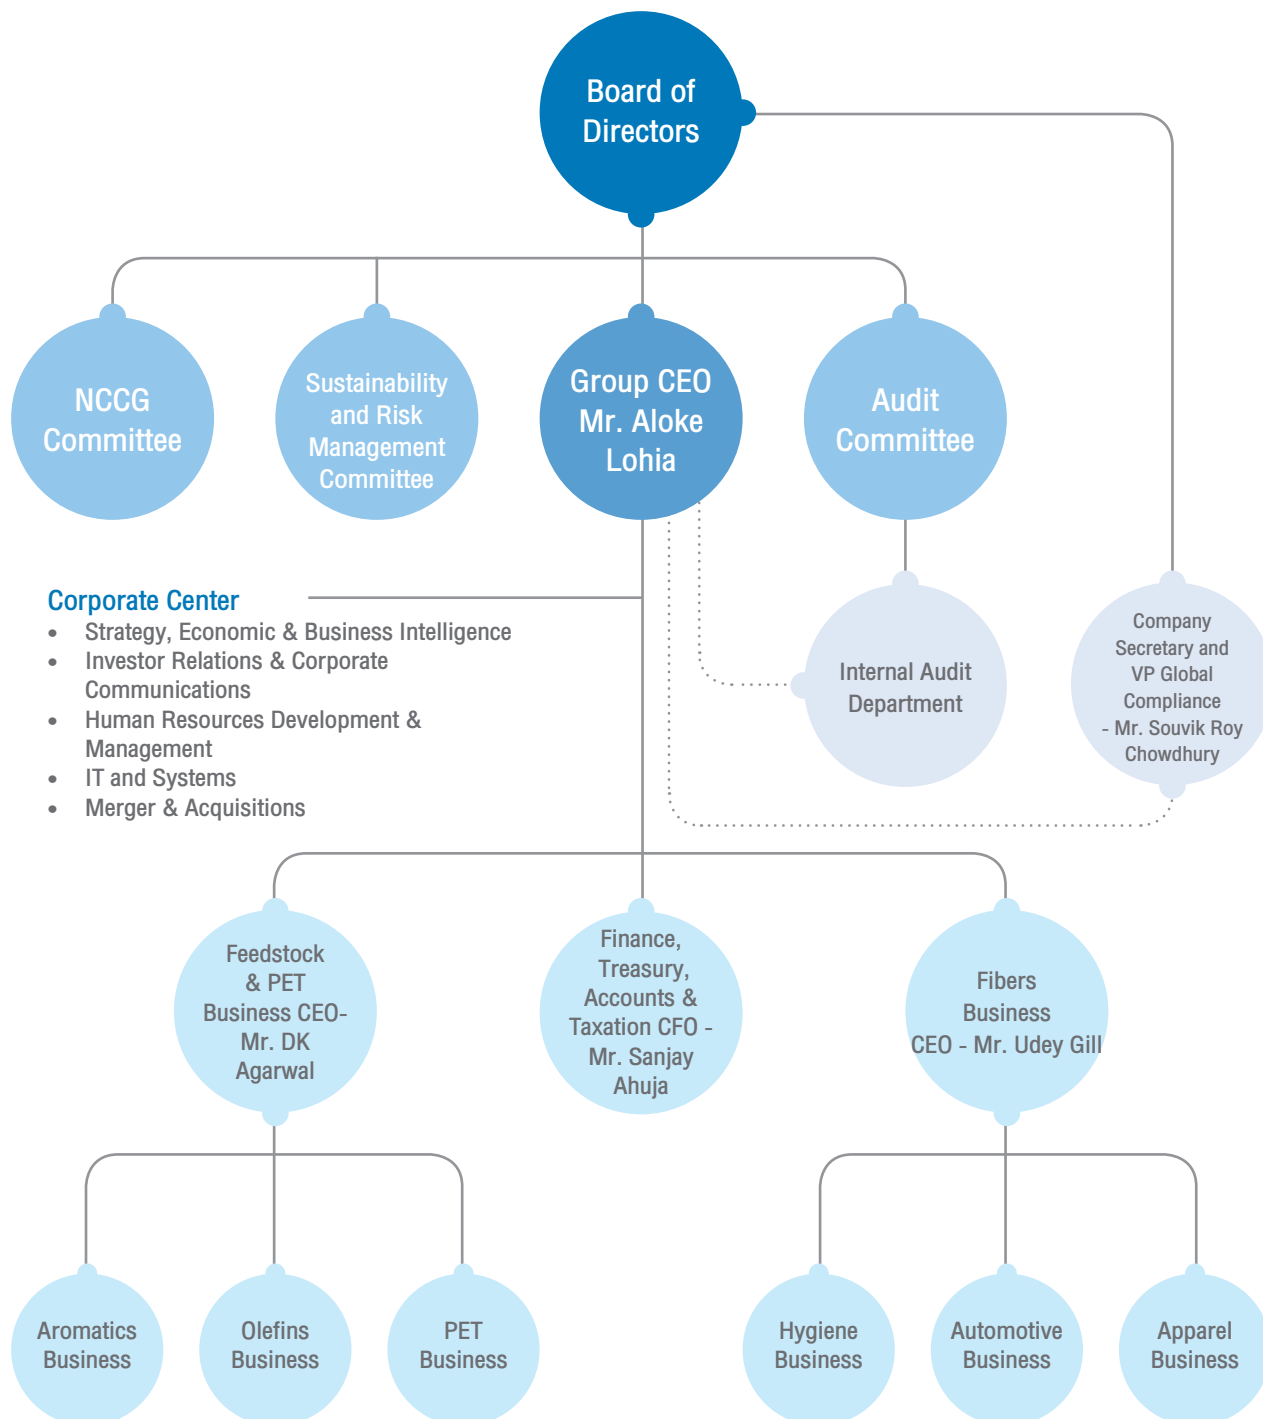 Board of
Directors
NCCG
Committee
Sustainability
and Risk
Management
Committee
Group CEO
Mr. Aloke
Lohia
Audit
Committee
Corporate Center
• Strategy, Economic & Business Intelligence
• Investor Relations & Corporate
Communications
• Human Resources Development &
Management
• IT and Systems
• Merger & Acquisitions
Internal Audit
Department
Company
Secretary and
VP Global
Compliance
- Mr. Souvik Roy
Chowdhury
Feedstock
& PET
Business CEO-
Mr. DK
Agarwal
Finance,
Treasury,
Accounts &
Taxation CFO -
Mr. Sanjay
Ahuja
Fibers
Business
CEO - Mr. Udey Gill
Aromatics
Business
Olefins
Business
PET
Business
Hygiene
Business
Automotive
Business
Apparel
Business